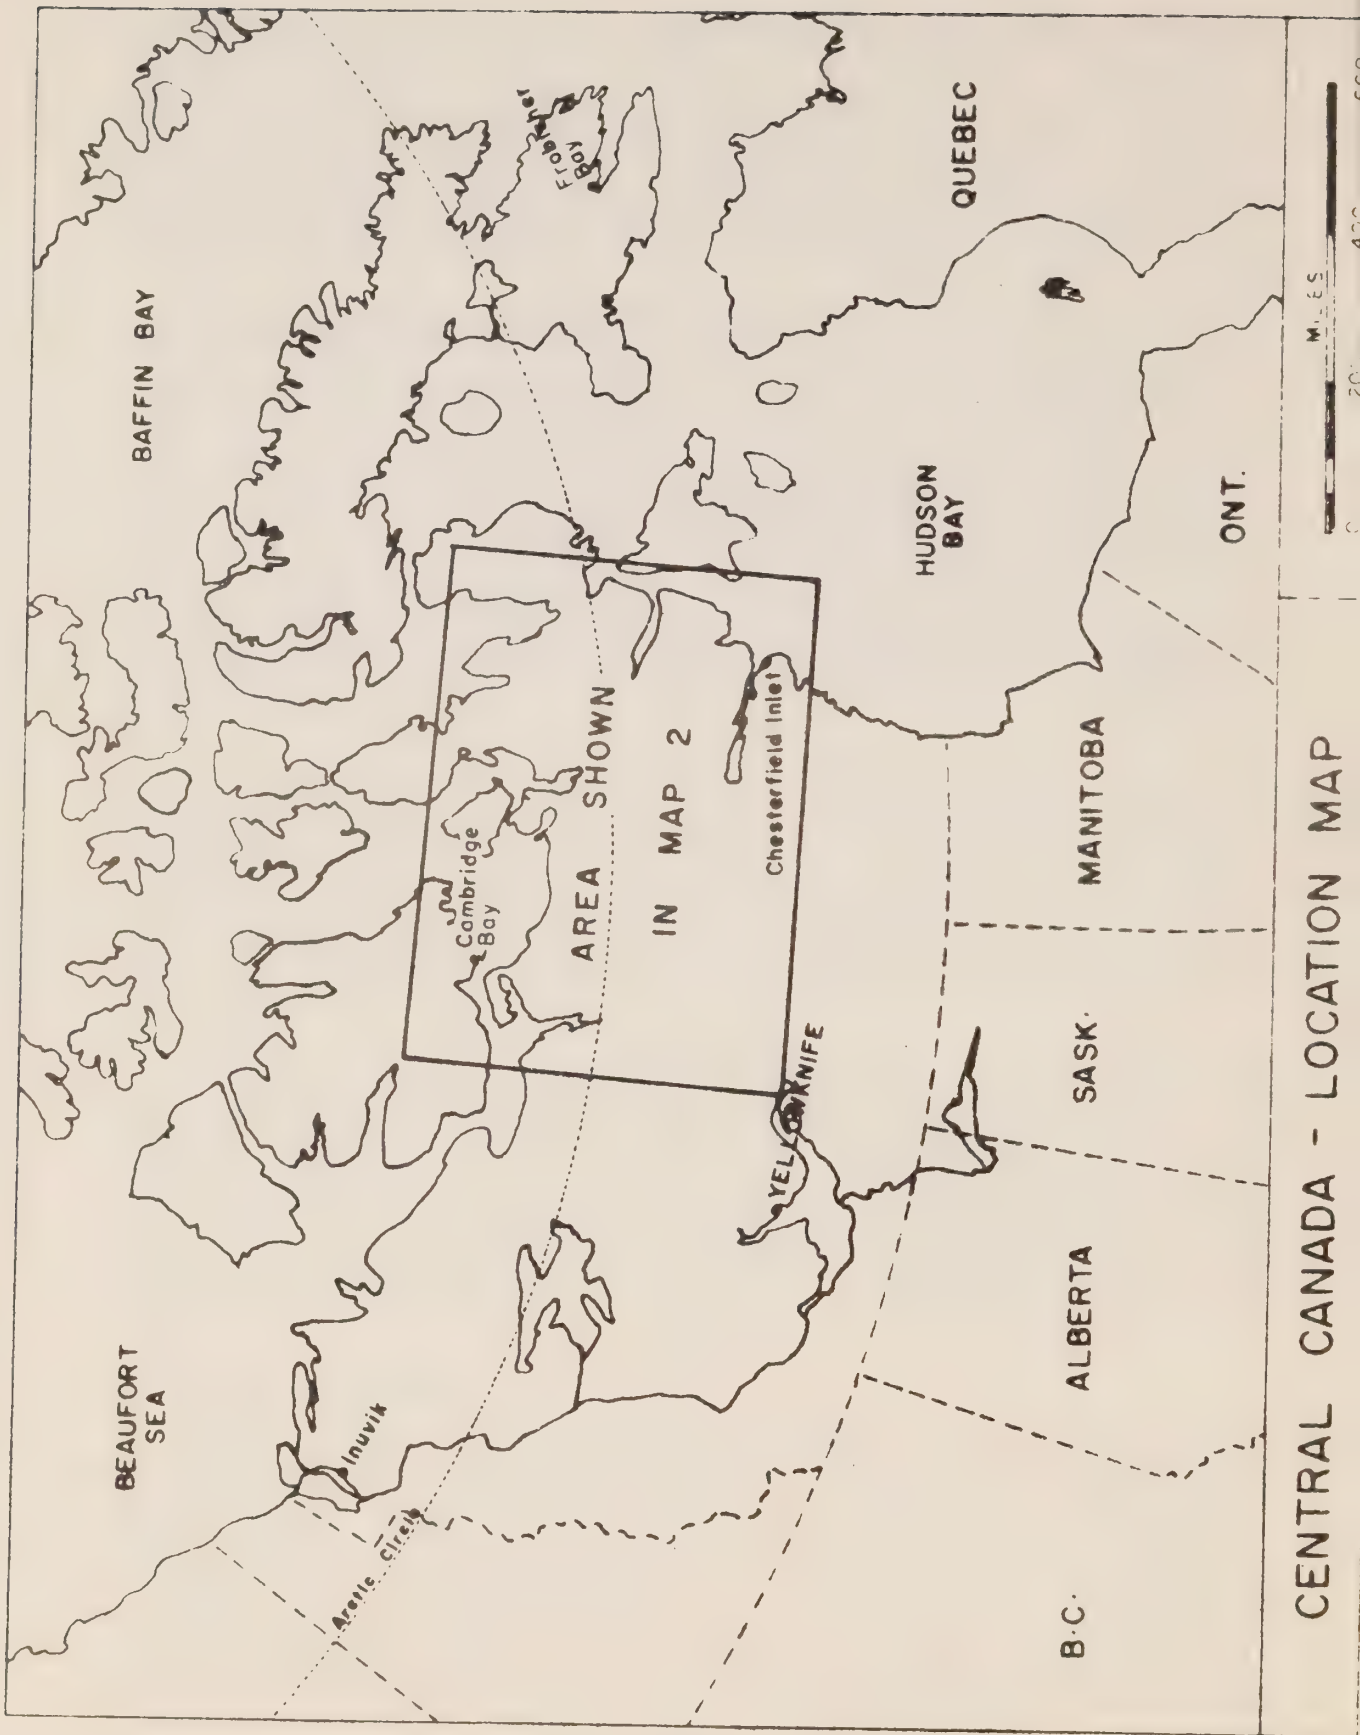 BEAUFORT
SEA
BAFFIN BAY
Inuvik
Arctic Circle
Cambridge
Bay
Frobisher
Bay
AREA SHOWN
IN MAP 2
Chesterfield Inlet
YELLOWKNIFE
HUDSON
BAY
QUEBEC
B.C.
ALBERTA
SASK.
MANITOBA
ONT.
MILES
0
CENTRAL CANADA - LOCATION MAP